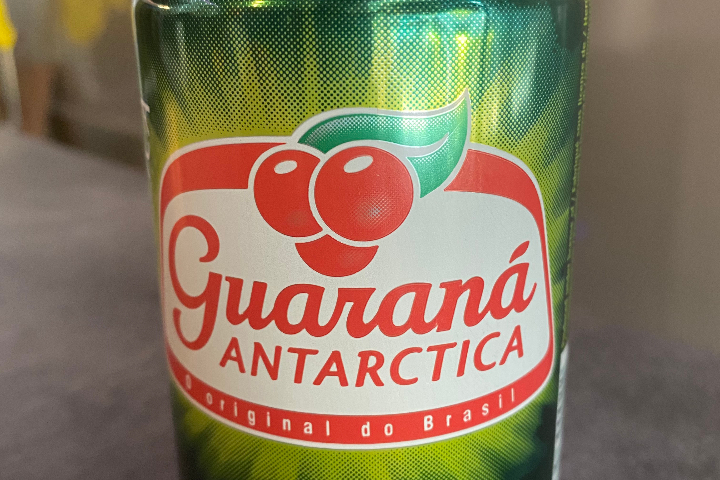 Guaraná
ANTARCTICA
O original do Brasil